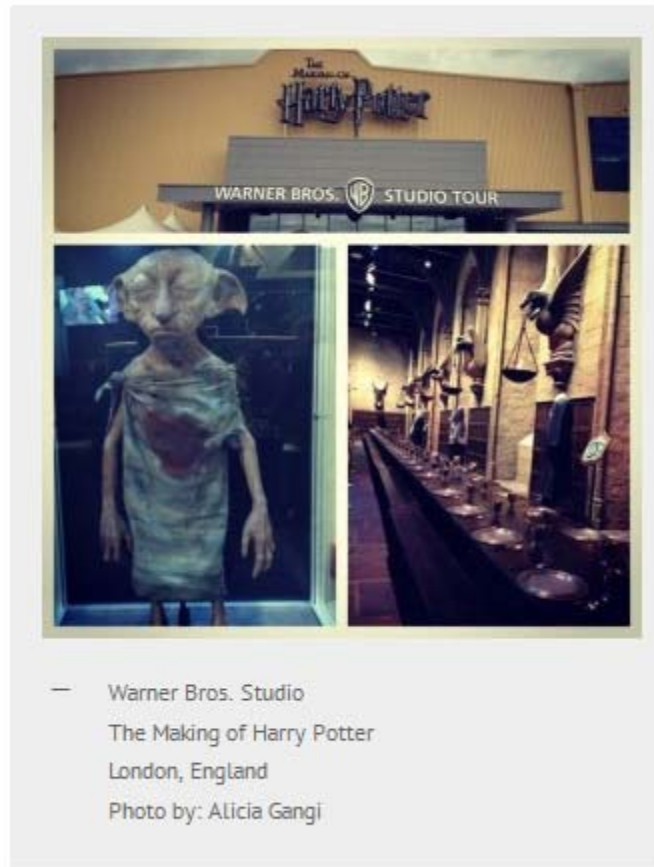 The
Making of
Harry Potter
WARNER BROS. WB STUDIO TOUR
— Warner Bros. Studio
The Making of Harry Potter
London, England
Photo by: Alicia Gangi